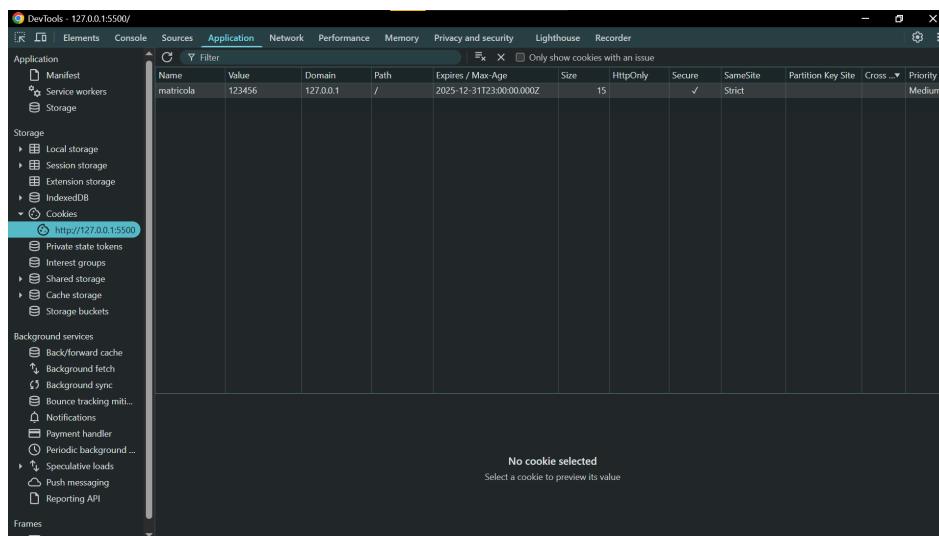 DevTools - 127.0.0.1:5500/
Elements Console Sources Application Network Performance Memory Privacy and security Lighthouse Recorder
Application
Manifest
Service workers
Storage
Storage
Local storage
Session storage
Extension storage
IndexedDB
Cookies
http://127.0.0.1:5500
Private state tokens
Interest groups
Shared storage
Cache storage
Storage buckets
Background services
Back/forward cache
Background fetch
Background sync
Bounce tracking miti...
Notifications
Payment handler
Periodic background ...
Speculative loads
Push messaging
Reporting API
Frames
Filter Only show cookies with an issue
Name Value Domain Path Expires / Max-Age Size HttpOnly Secure SameSite Partition Key Site Cross ... Priority
matricola 123456 127.0.0.1 / 2025-12-31T23:00:00.000Z 15 ✓ Strict Medium
No cookie selected
Select a cookie to preview its value